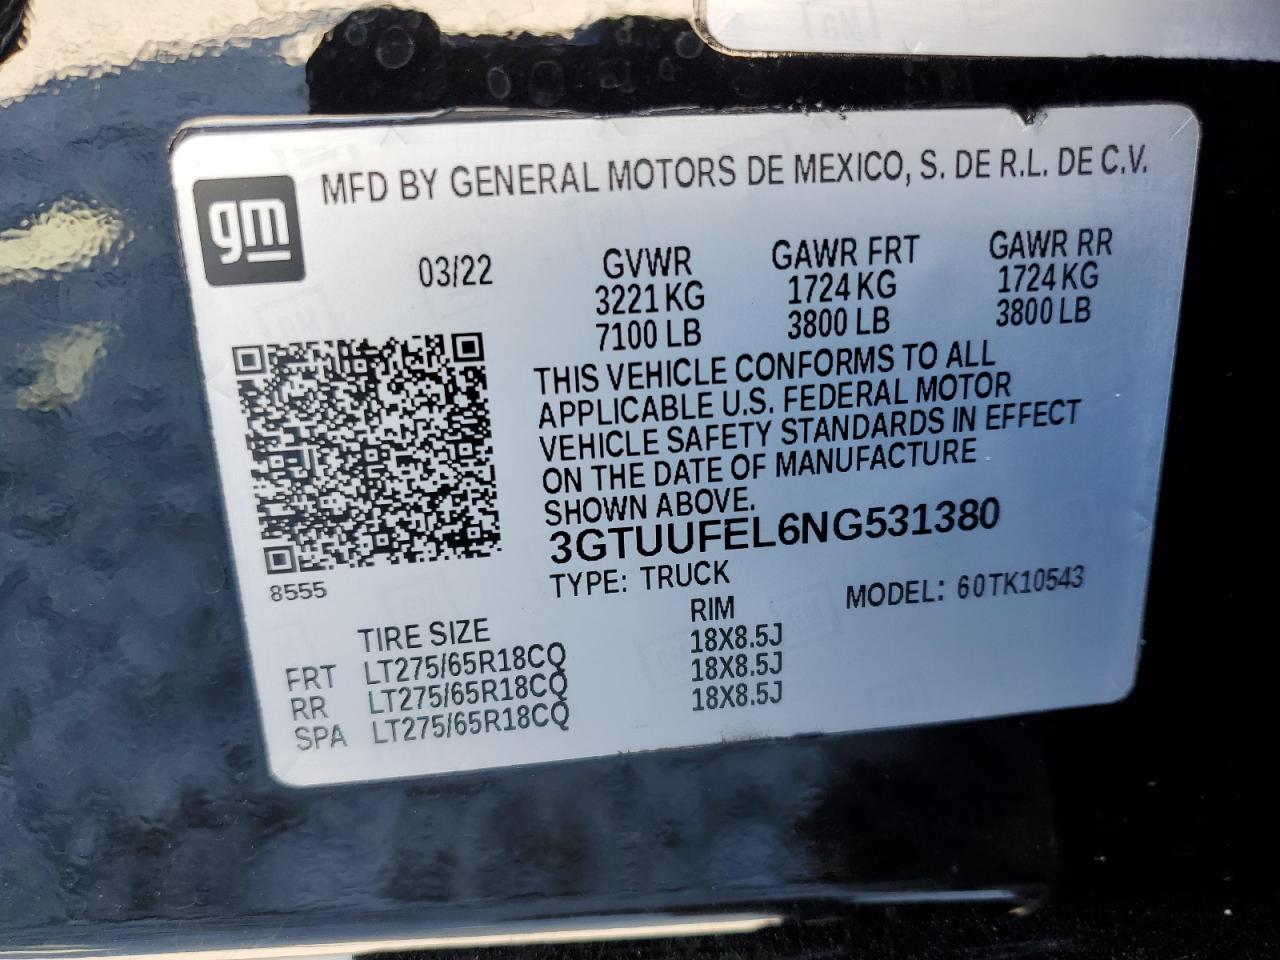 MFD BY GENERAL MOTORS DE MEXICO, S. DE R.L. DE C.V.
gm
03/22
GVWR GAWR FRT GAWR RR
3221 KG 1724 KG 1724 KG
7100 LB 3800 LB 3800 LB
THIS VEHICLE CONFORMS TO ALL
APPLICABLE U.S. FEDERAL MOTOR
VEHICLE SAFETY STANDARDS IN EFFECT
ON THE DATE OF MANUFACTURE
SHOWN ABOVE.
3GTUUFEL6NG531380
8555
TYPE: TRUCK MODEL: 60TK10543
TIRE SIZE RIM
FRT LT275/65R18CQ 18X8.5J
RR LT275/65R18CQ 18X8.5J
SPA LT275/65R18CQ 18X8.5J